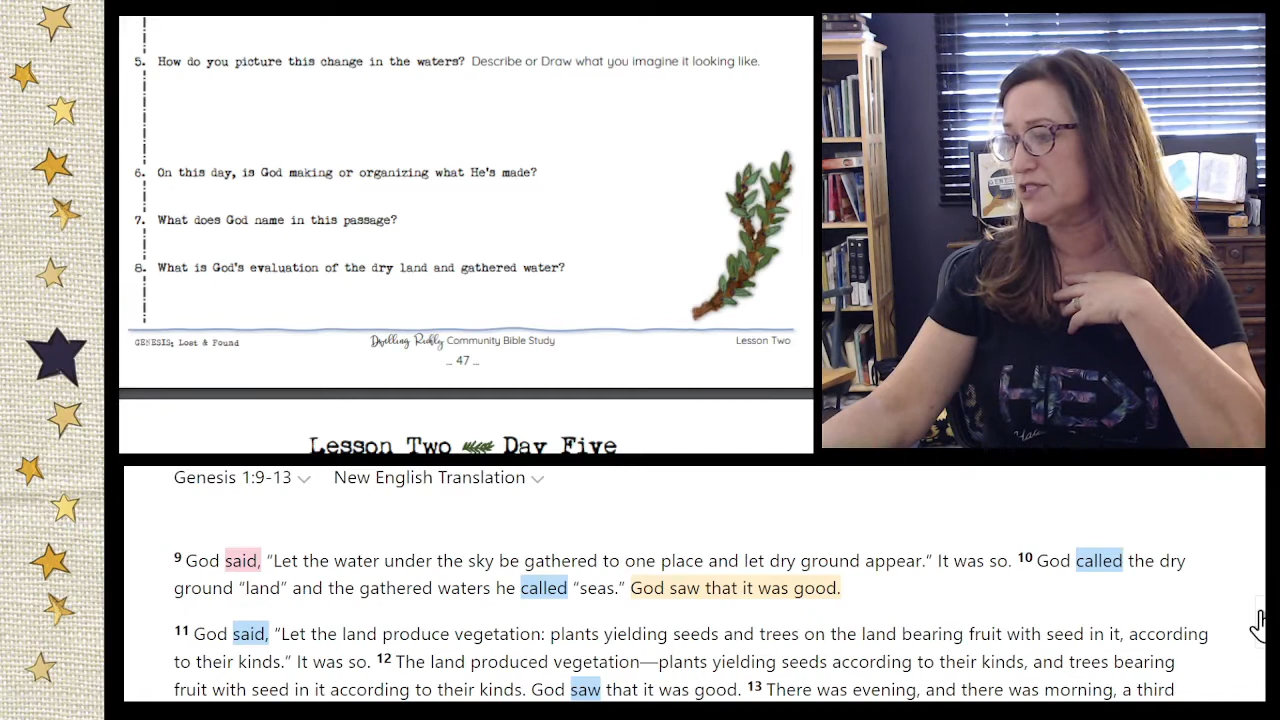 5. How do you picture this change in the waters? Describe or Draw what you imagine it looking like.
6. On this day, is God making or organizing what He's made?
7. What does God name in this passage?
8. What is God's evaluation of the dry land and gathered water?
GENESIS: Lost & Found
Dwelling Richly Community Bible Study
Lesson Two
... 47 ...
Lesson Two Day Five
GENESIS
HE
Genesis 1:9-13 New English Translation
9 God said, “Let the water under the sky be gathered to one place and let dry ground appear.” It was so. 10 God called the dry
ground “land” and the gathered waters he called “seas.” God saw that it was good.
11 God said, “Let the land produce vegetation: plants yielding seeds and trees on the land bearing fruit with seed in it, according
to their kinds.” It was so. 12 The land produced vegetation—plants yielding seeds according to their kinds, and trees bearing
fruit with seed in it according to their kinds. God saw that it was good. 13 There was evening, and there was morning, a third